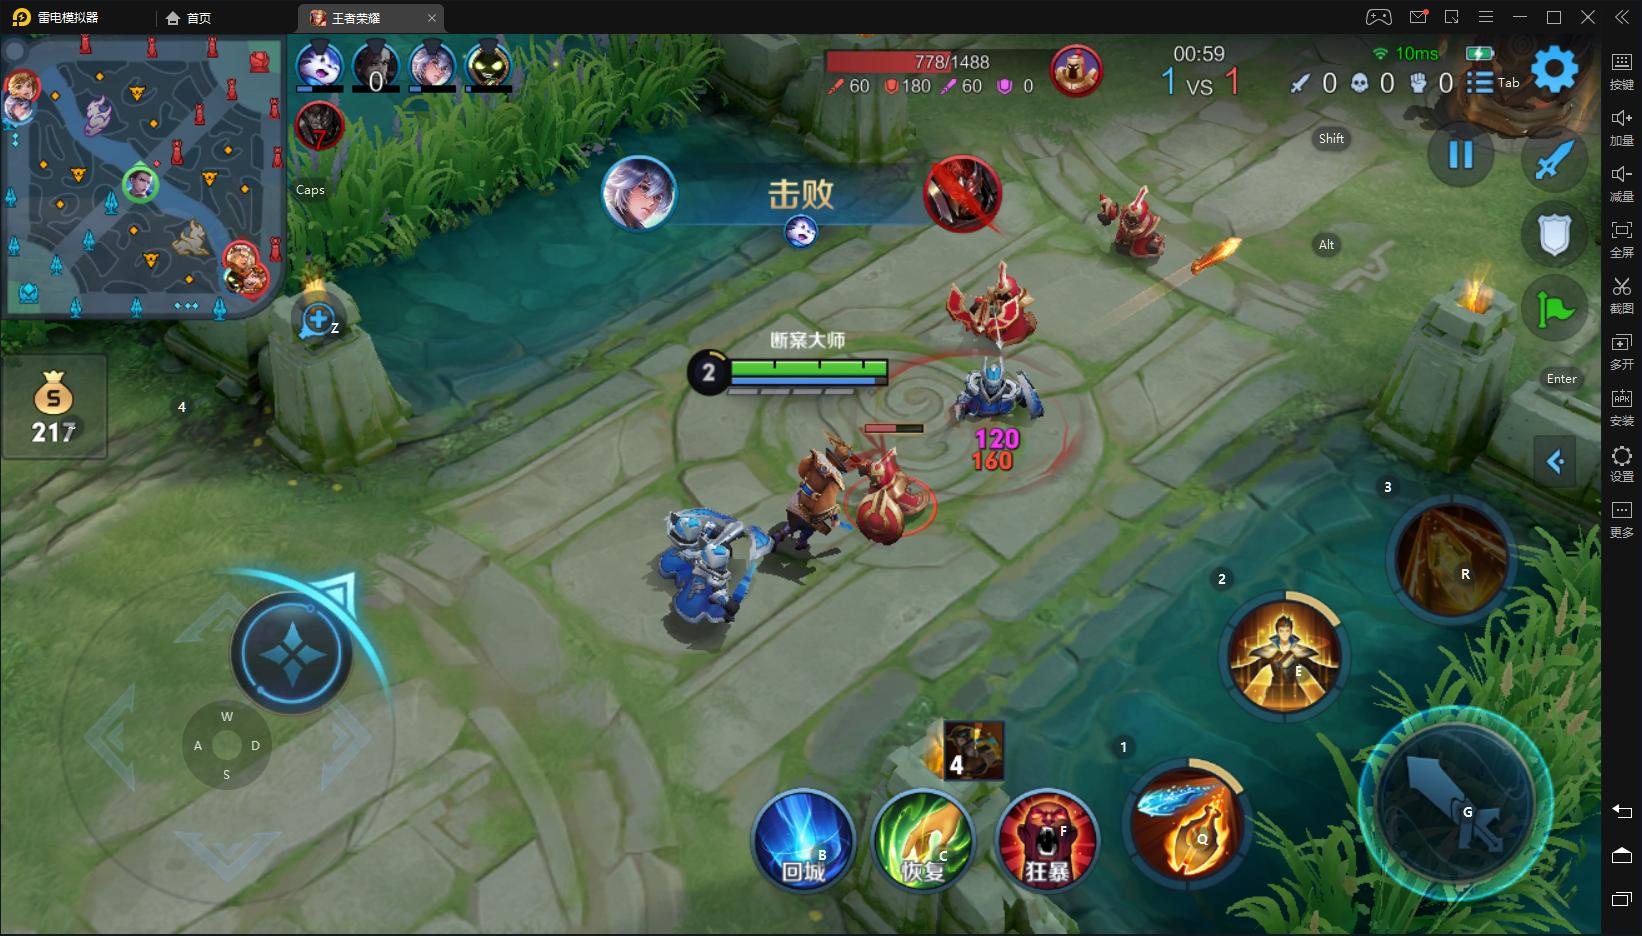 雷电模拟器
首页
王者荣耀
778/1488
60 180 60 0
00:59
1 VS 1
10ms
0 0 0
Tab
按键
加量
减量
全屏
截图
多开
安装
设置
更多
0
7
Caps
Shift
击败
Alt
Z
断案大师
2
Enter
S
217
4
120
160
3
R
2
E
W
A D
S
4
1
G
B
回城
C
恢复
F
狂暴
Q
APK